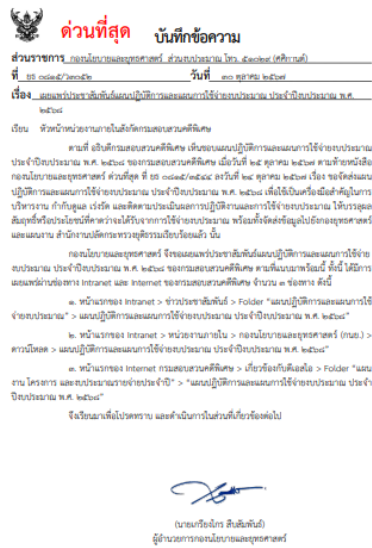 ด่วนที่สุด
บันทึกข้อความ
ส่วนราชการ กองนโยบายและยุทธศาสตร์ ส่วนงบประมาณ โทร. ๕๑๐๒๙ (ศศิกานต์)
ที่ ยธ ๐๘๑๕/ว๓๐๕๒ วันที่ ๓๐ ตุลาคม ๒๕๖๗
เรื่อง เผยแพร่ประชาสัมพันธ์แผนปฏิบัติการและแผนการใช้จ่ายงบประมาณ ประจำปีงบประมาณ พ.ศ.
๒๕๖๘
เรียน หัวหน้าหน่วยงานภายในสังกัดกรมสอบสวนคดีพิเศษ
ตามที่ อธิบดีกรมสอบสวนคดีพิเศษ เห็นชอบแผนปฏิบัติการและแผนการใช้จ่ายงบประมาณ
ประจำปีงบประมาณ พ.ศ. ๒๕๖๘ ของกรมสอบสวนคดีพิเศษ เมื่อวันที่ ๒๕ ตุลาคม ๒๕๖๗ ตามท้ายหนังสือ
กองนโยบายและยุทธศาสตร์ ด่วนที่สุด ที่ ยธ ๐๘๑๕/๓๕๔๔ ลงวันที่ ๒๔ ตุลาคม ๒๕๖๗ เรื่อง ขอจัดส่งแผน
ปฏิบัติการและแผนการใช้จ่ายงบประมาณ ประจำปีงบประมาณ พ.ศ. ๒๕๖๘ เพื่อใช้เป็นเครื่องมือสำคัญในการ
บริหารงาน กำกับดูแล เร่งรัด และติดตามประเมินผลการปฏิบัติงานและการใช้จ่ายงบประมาณ ให้บรรลุผล
สัมฤทธิ์หรือประโยชน์ที่คาดว่าจะได้รับจากการใช้จ่ายงบประมาณ พร้อมทั้งจัดส่งข้อมูลไปยังกองยุทธศาสตร์
และแผนงาน สำนักงานปลัดกระทรวงยุติธรรมเรียบร้อยแล้ว นั้น
กองนโยบายและยุทธศาสตร์ จึงขอเผยแพร่ประชาสัมพันธ์แผนปฏิบัติการและแผนการใช้จ่าย
งบประมาณ ประจำปีงบประมาณ พ.ศ. ๒๕๖๘ ของกรมสอบสวนคดีพิเศษ ตามที่แนบมาพร้อมนี้ ทั้งนี้ ได้มีการ
เผยแพร่ผ่านช่องทาง Intranet และ Internet ของกรมสอบสวนคดีพิเศษ จำนวน ๓ ช่องทาง ดังนี้
๑. หน้าแรกของ Intranet > ข่าวประชาสัมพันธ์ > Folder “แผนปฏิบัติการและแผนการใช้
จ่ายงบประมาณ” > แผนปฏิบัติการและแผนการใช้จ่ายงบประมาณ ประจำปีงบประมาณ พ.ศ. ๒๕๖๘”
๒. หน้าแรกของ Intranet > หน่วยงานภายใน > กองนโยบายและยุทธศาสตร์ (กนย.) >
ดาวน์โหลด > แผนปฏิบัติการและแผนการใช้จ่ายงบประมาณ ประจำปีงบประมาณ พ.ศ. ๒๕๖๘”
๓. หน้าแรกของ Internet กรมสอบสวนคดีพิเศษ > เกี่ยวข้องกับดีเอสไอ > Folder “แผน
งาน โครงการ และงบประมาณรายจ่ายประจำปี” > “แผนปฏิบัติการและแผนการใช้จ่ายงบประมาณ ประจำ
ปีงบประมาณ พ.ศ. ๒๕๖๘”
จึงเรียนมาเพื่อโปรดทราบ และดำเนินการในส่วนที่เกี่ยวข้องต่อไป
(นายเกรียงไกร สืบสัมพันธ์)
ผู้อำนวยการกองนโยบายและยุทธศาสตร์